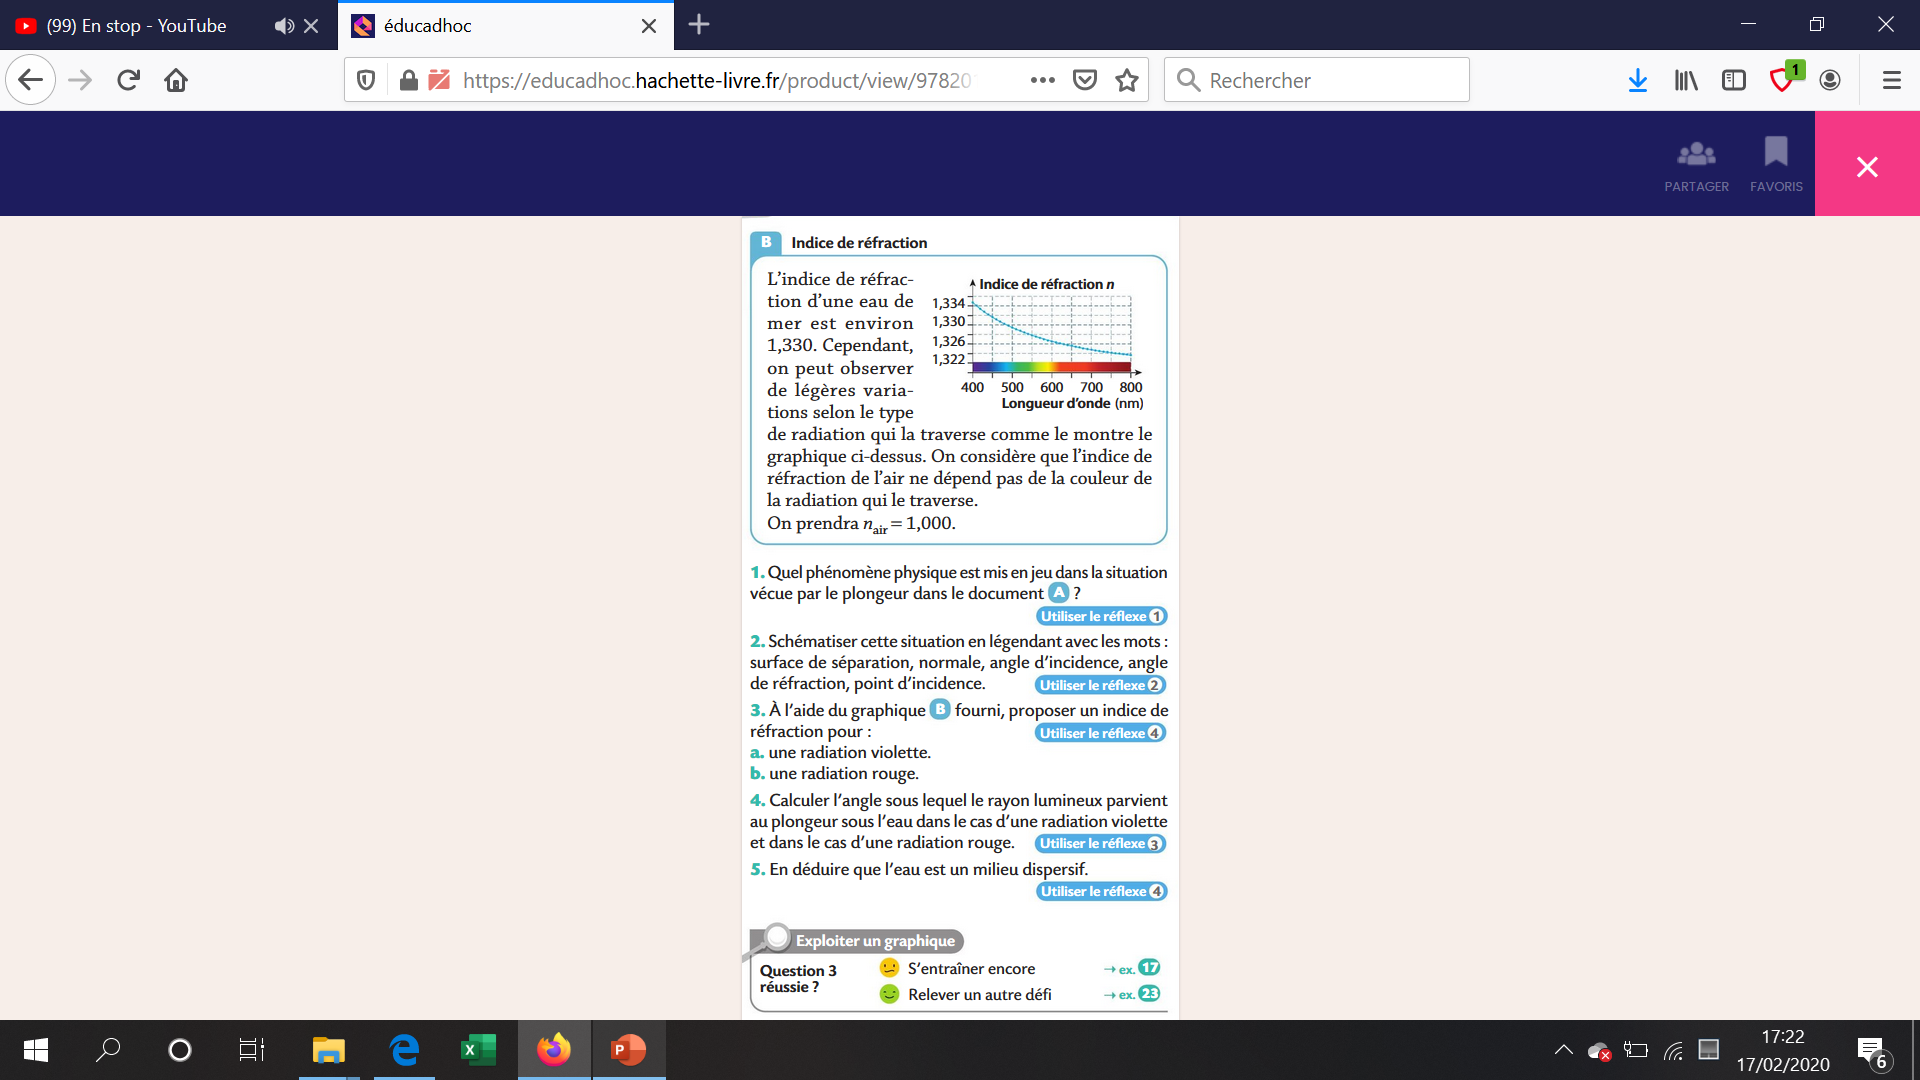 (99) En stop - YouTube
éducadhoc
https://educadhoc.hachette-livre.fr/product/view/97820
Rechercher
1
PARTAGER
FAVORIS
B Indice de réfraction
L'indice de réfrac-
tion d'une eau de
mer est environ
1,330. Cependant,
on peut observer
de légères varia-
tions selon le type
de radiation qui la traverse comme le montre le
graphique ci-dessus. On considère que l'indice de
réfraction de l'air ne dépend pas de la couleur de
la radiation qui le traverse.
On prendra nair = 1,000.
Indice de réfraction n
1,334
1,330
1,326
1,322
400 500 600 700 800
Longueur d'onde (nm)
1. Quel phénomène physique est mis en jeu dans la situation
vécue par le plongeur dans le document A ?
Utiliser le réflexe 1
2. Schématiser cette situation en légendant avec les mots :
surface de séparation, normale, angle d'incidence, angle
de réfraction, point d'incidence. Utiliser le réflexe 2
3. À l'aide du graphique B fourni, proposer un indice de
réfraction pour : Utiliser le réflexe 4
a. une radiation violette.
b. une radiation rouge.
4. Calculer l'angle sous lequel le rayon lumineux parvient
au plongeur sous l'eau dans le cas d'une radiation violette
et dans le cas d'une radiation rouge. Utiliser le réflexe 3
5. En déduire que l'eau est un milieu dispersif.
Utiliser le réflexe 4
Exploiter un graphique
Question 3
réussie ?
S'entraîner encore → ex. 17
Relever un autre défi → ex. 23
17:22
17/02/2020
6